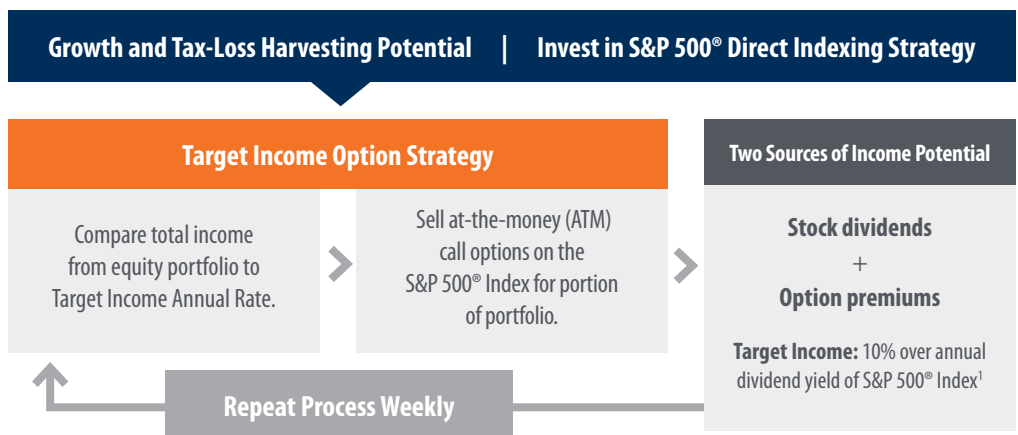 Growth and Tax-Loss Harvesting Potential | Invest in S&P 500® Direct Indexing Strategy
Target Income Option Strategy
Compare total income
from equity portfolio to
Target Income Annual Rate.
Sell at-the-money (ATM)
call options on the
S&P 500® Index for portion
of portfolio.
Two Sources of Income Potential
Stock dividends
+
Option premiums
Target Income: 10% over annual
dividend yield of S&P 500® Index¹
Repeat Process Weekly